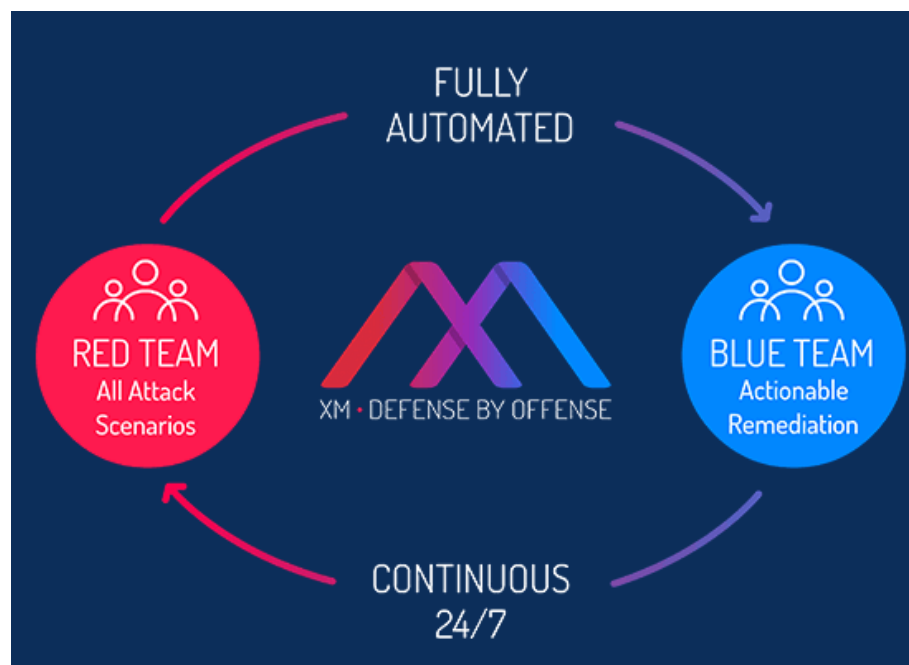 FULLY
AUTOMATED
RED TEAM
All Attack
Scenarios
XM • DEFENSE BY OFFENSE
BLUE TEAM
Actionable
Remediation
CONTINUOUS
24/7